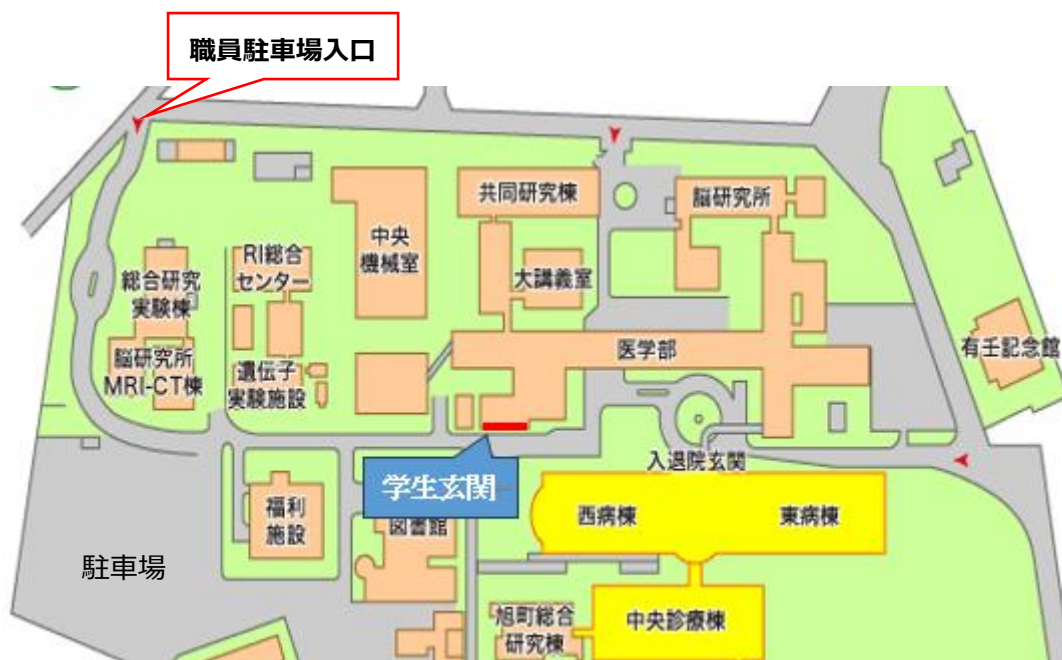 職員駐車場入口
共同研究棟
脳研究所
中央
機械室
RI総合
センター
大講義室
総合研究
実験棟
医学部
有壬記念館
脳研究所
MRI-CT棟
遺伝子
実験施設
入退院玄関
学生玄関
福利
施設
図書館
西病棟
東病棟
駐車場
旭町総合
研究棟
中央診療棟